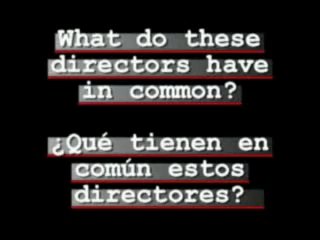 What do these
directors have
in common?
¿Qué tienen en
común estos
directores?